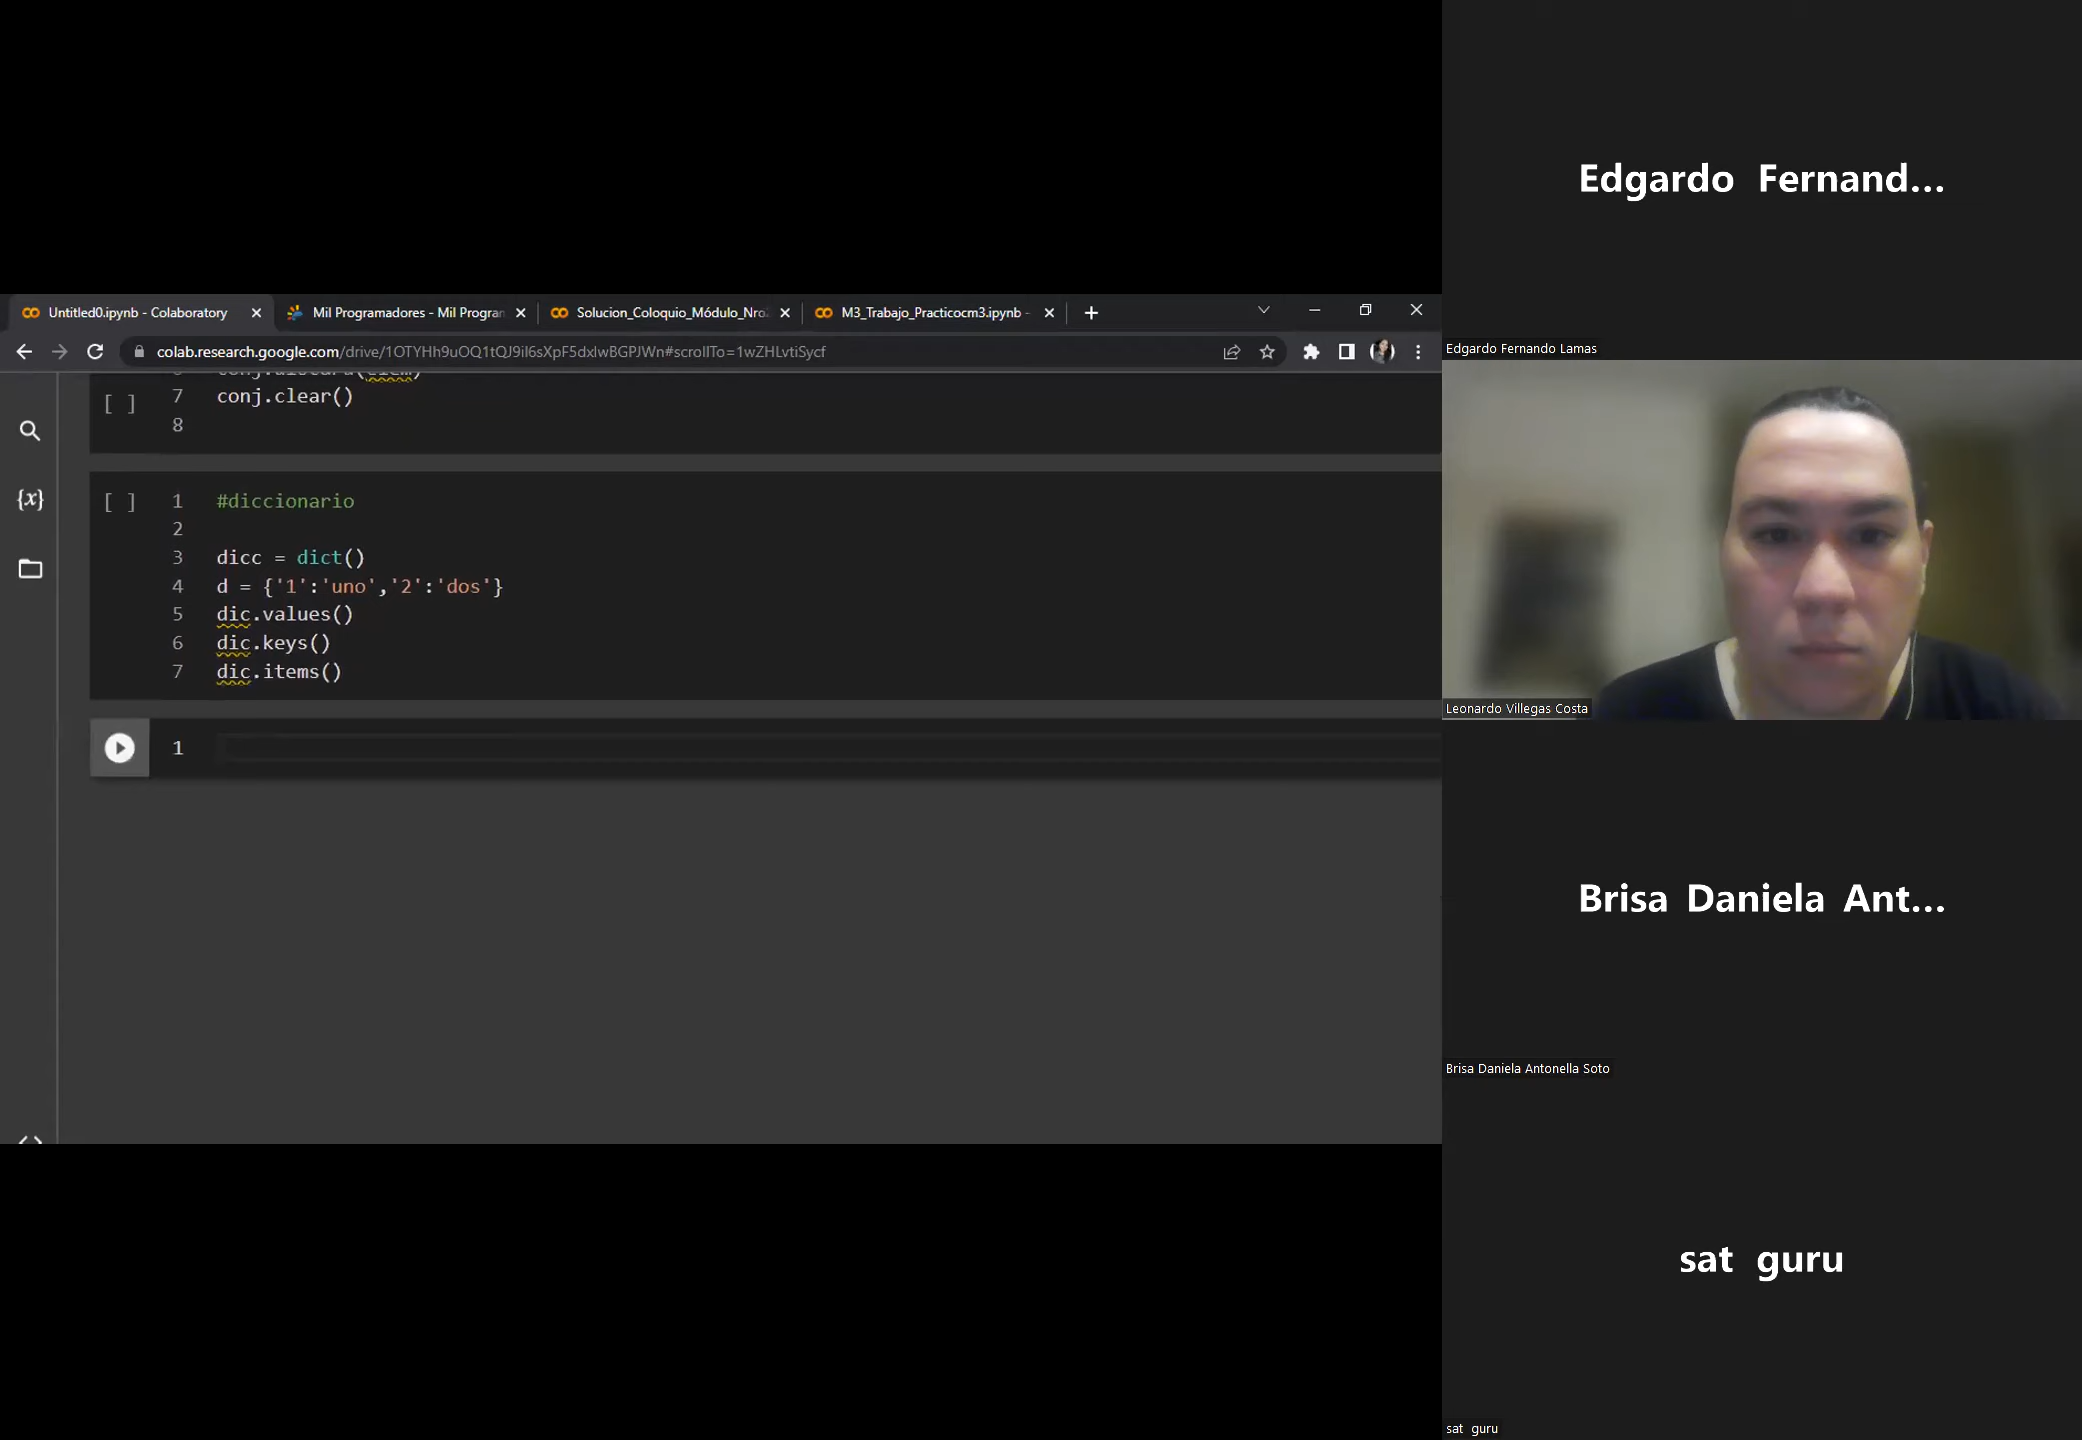 Untitled0.ipynb - Colaboratory
Mil Programadores - Mil Progran
Solucion_Coloquio_Módulo_Nro
M3_Trabajo_Practicocm3.ipynb -
colab.research.google.com/drive/1OTYHh9uOQ1tQJ9il6sXpF5dxlwBGPJWn#scrollTo=1wZHLvtiSycf
[ ]
7 conj.clear()
8
{x}
[ ] 1 #diccionario
2
3 dicc = dict()
4 d = {'1':'uno','2':'dos'}
5 dic.values()
6 dic.keys()
7 dic.items()
1
Edgardo Fernand...
Edgardo Fernando Lamas
Leonardo Villegas Costa
Brisa Daniela Ant...
Brisa Daniela Antonella Soto
sat guru
sat guru